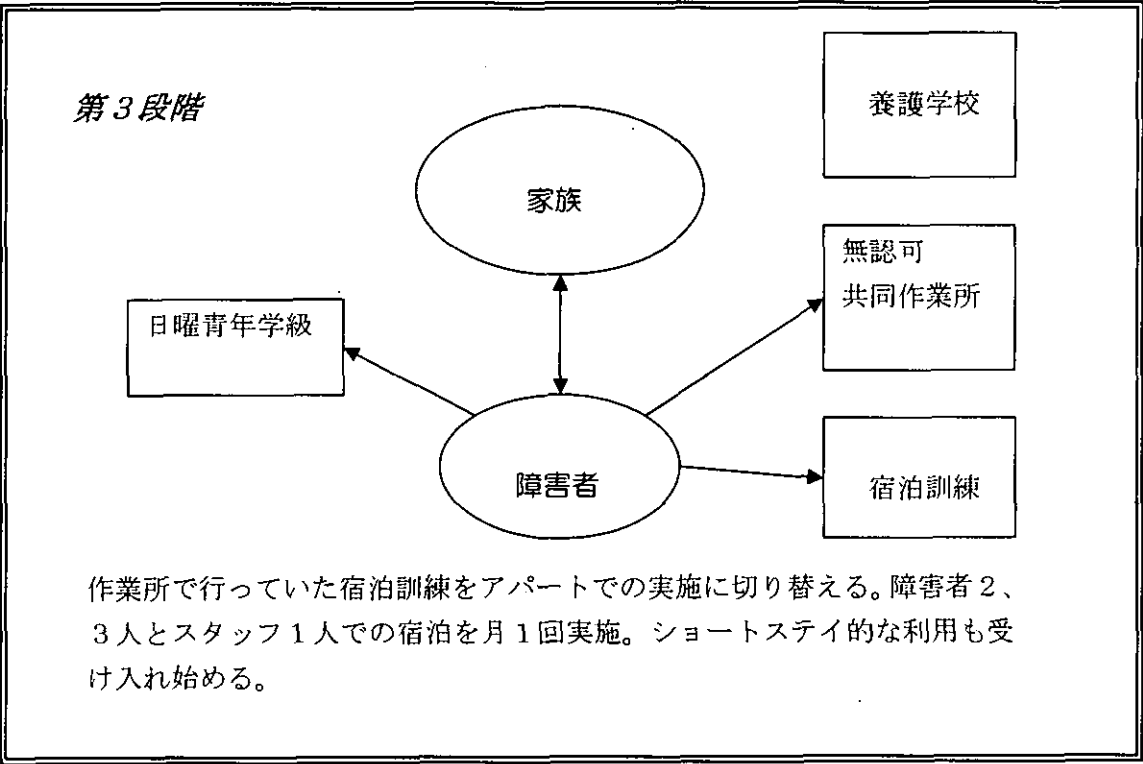 第３段階
養護学校
家族
無認可
共同作業所
日曜青年学級
障害者
宿泊訓練
作業所で行っていた宿泊訓練をアパートでの実施に切り替える。障害者２、
３人とスタッフ１人での宿泊を月１回実施。ショートステイ的な利用も受
け入れ始める。